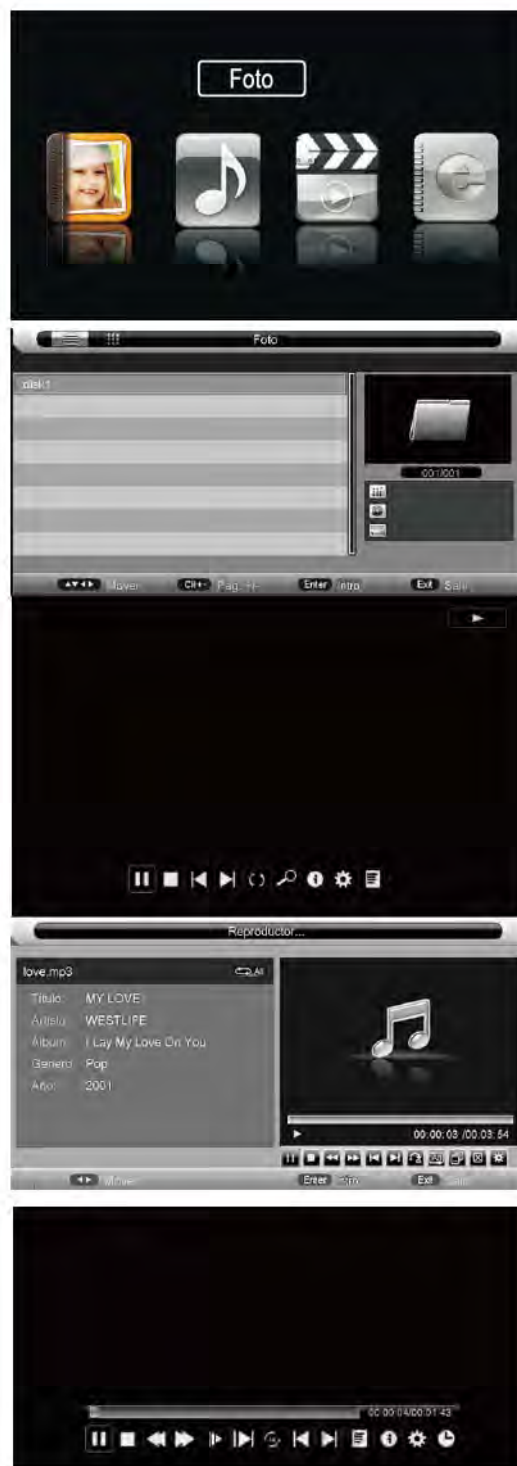 Foto
Foto
disk1
001/001
Mover CH+- Pag. +/- Enter Intro Exit Salir
Reproductor...
love.mp3 All
Titulo: MY LOVE
Artista: WESTLIFE
Album: I Lay My Love On You
Genero: Pop
Año: 2001
00:00:03 /00:03:54
Mover Enter Intro Exit Salir
00:00:04/00:01:43